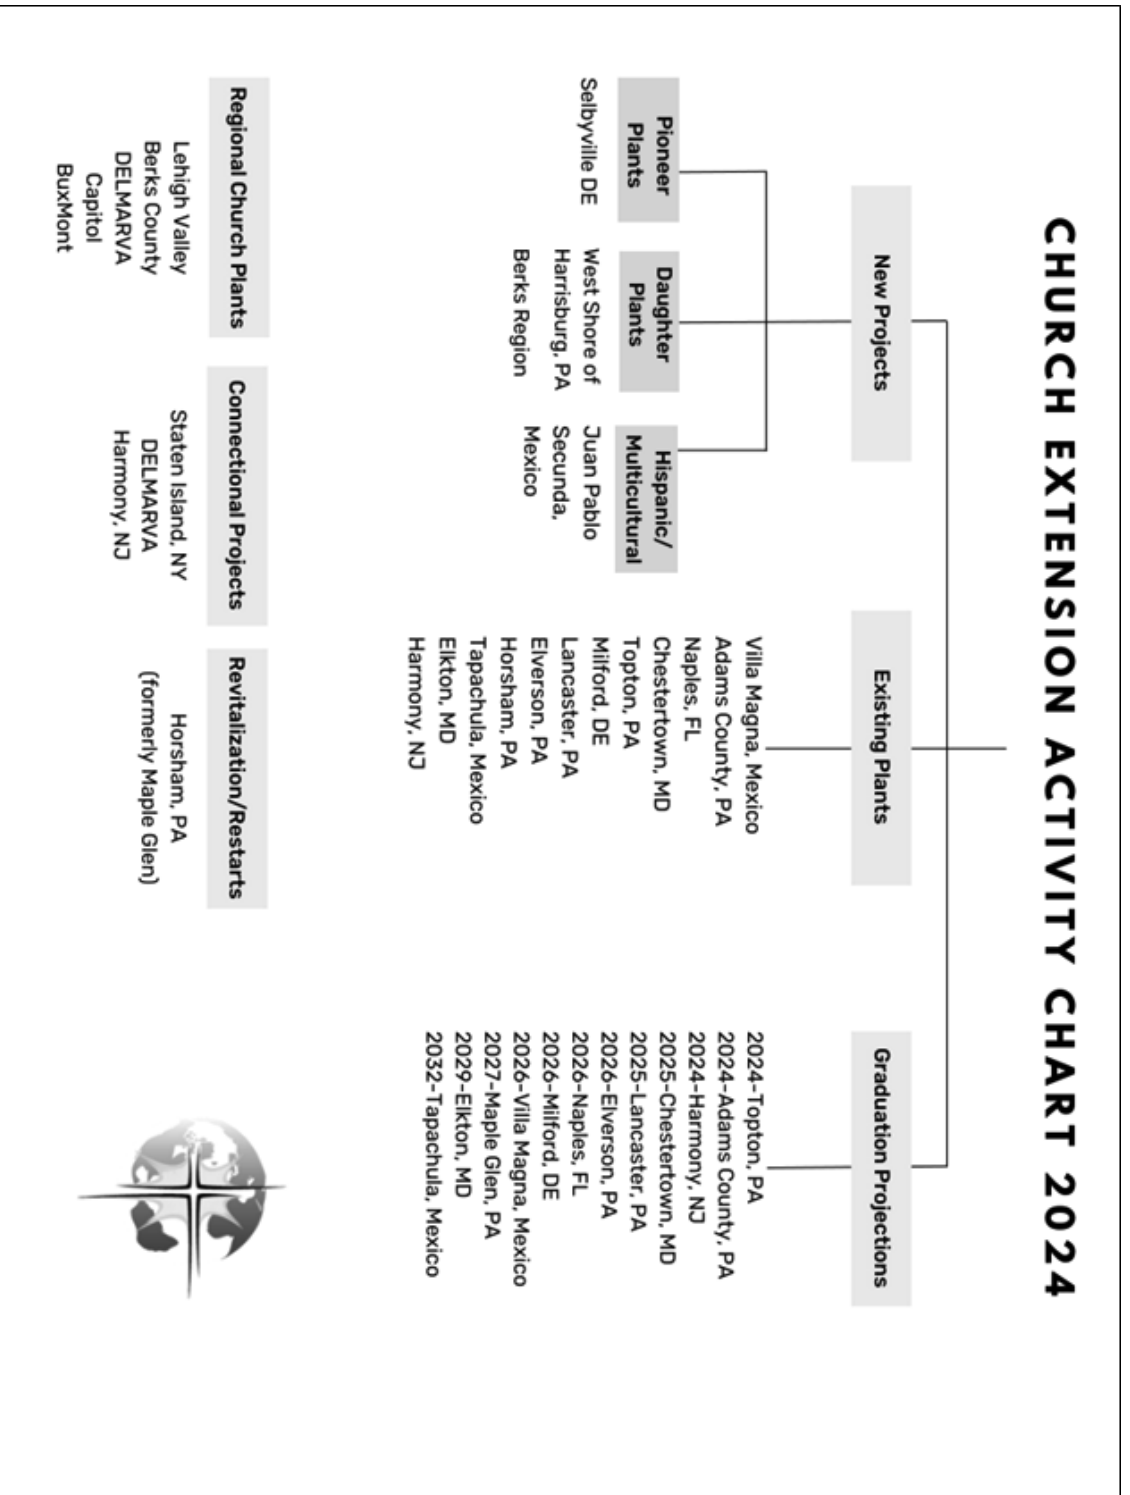 CHURCH EXTENSION ACTIVITY CHART 2024
New Projects
Pioneer
Plants
Selbyville DE
Daughter
Plants
West Shore of
Harrisburg, PA
Berks Region
Hispanic/
Multicultural
Juan Pablo
Secunda,
Mexico
Existing Plants
Villa Magna, Mexico
Adams County, PA
Naples, FL
Chestertown, MD
Topton, PA
Milford, DE
Lancaster, PA
Elverson, PA
Horsham, PA
Tapachula, Mexico
Elkton, MD
Harmony, NJ
Graduation Projections
2024-Topton, PA
2024-Adams County, PA
2024-Harmony, NJ
2025-Chestertown, MD
2025-Lancaster, PA
2026-Elverson, PA
2026-Naples, FL
2026-Milford, DE
2026-Villa Magna, Mexico
2027-Maple Glen, PA
2029-Elkton, MD
2032-Tapachula, Mexico
Regional Church Plants
Lehigh Valley
Berks County
DELMARVA
Capitol
BuxMont
Connectional Projects
Staten Island, NY
DELMARVA
Harmony, NJ
Revitalization/Restarts
Horsham, PA
(formerly Maple Glen)